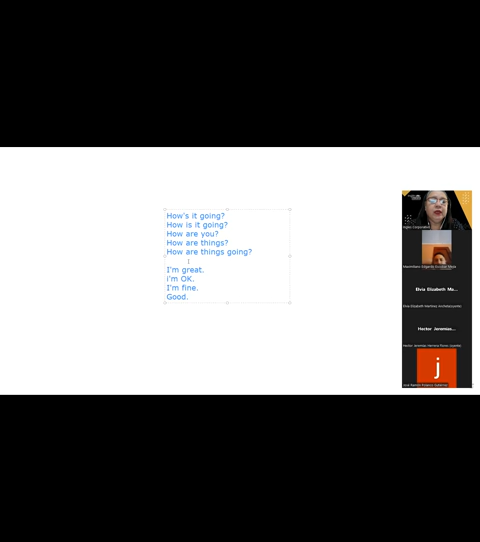 How's it going?
How is it going?
How are you?
How are things?
How are things going?
I'm great.
i'm OK.
I'm fine.
Good.
Elvia Elizabeth Ma...
Hector Jeremias...
j